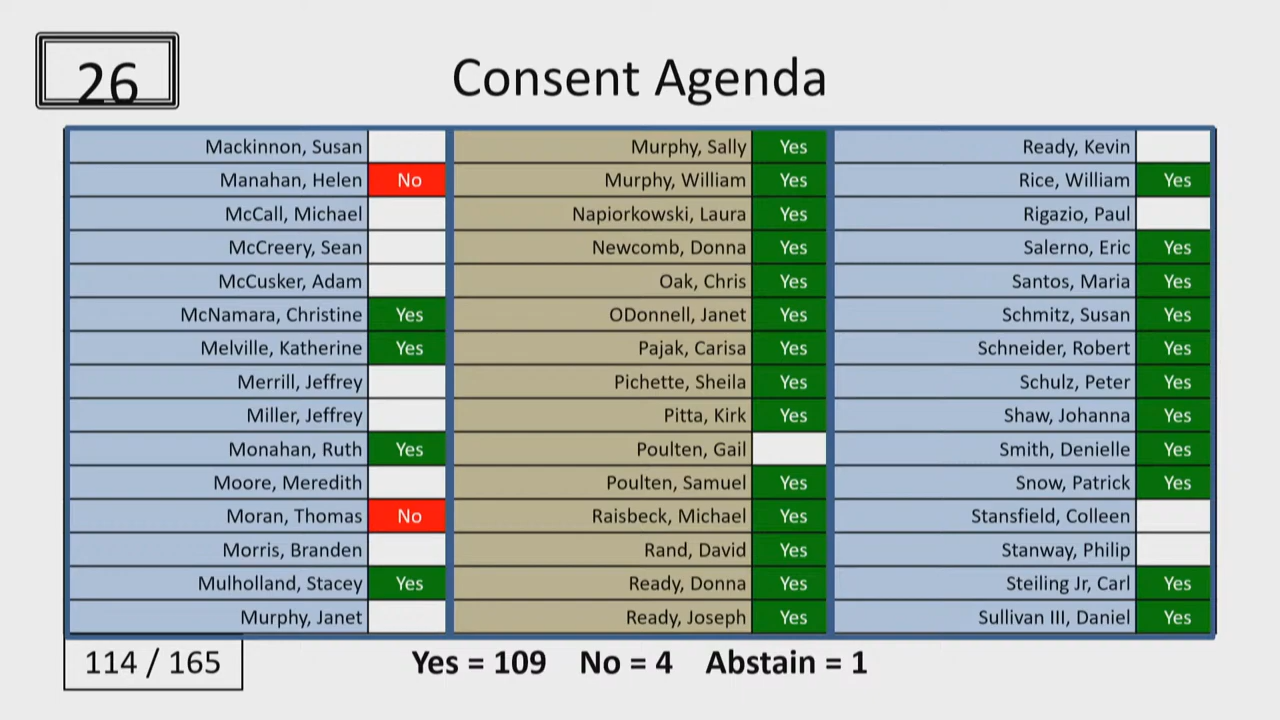 26
Consent Agenda
Mackinnon, Susan
Manahan, Helen No
McCall, Michael
McCreery, Sean
McCusker, Adam
McNamara, Christine Yes
Melville, Katherine Yes
Merrill, Jeffrey
Miller, Jeffrey
Monahan, Ruth Yes
Moore, Meredith
Moran, Thomas No
Morris, Branden
Mulholland, Stacey Yes
Murphy, Janet
Murphy, Sally Yes
Murphy, William Yes
Napiorkowski, Laura Yes
Newcomb, Donna Yes
Oak, Chris Yes
ODonnell, Janet Yes
Pajak, Carisa Yes
Pichette, Sheila Yes
Pitta, Kirk Yes
Poulten, Gail
Poulten, Samuel Yes
Raisbeck, Michael Yes
Rand, David Yes
Ready, Donna Yes
Ready, Joseph Yes
Ready, Kevin
Rice, William Yes
Rigazio, Paul
Salerno, Eric Yes
Santos, Maria Yes
Schmitz, Susan Yes
Schneider, Robert Yes
Schulz, Peter Yes
Shaw, Johanna Yes
Smith, Denielle Yes
Snow, Patrick Yes
Stansfield, Colleen
Stanway, Philip
Steiling Jr, Carl Yes
Sullivan III, Daniel Yes
114 / 165
Yes = 109 No = 4 Abstain = 1